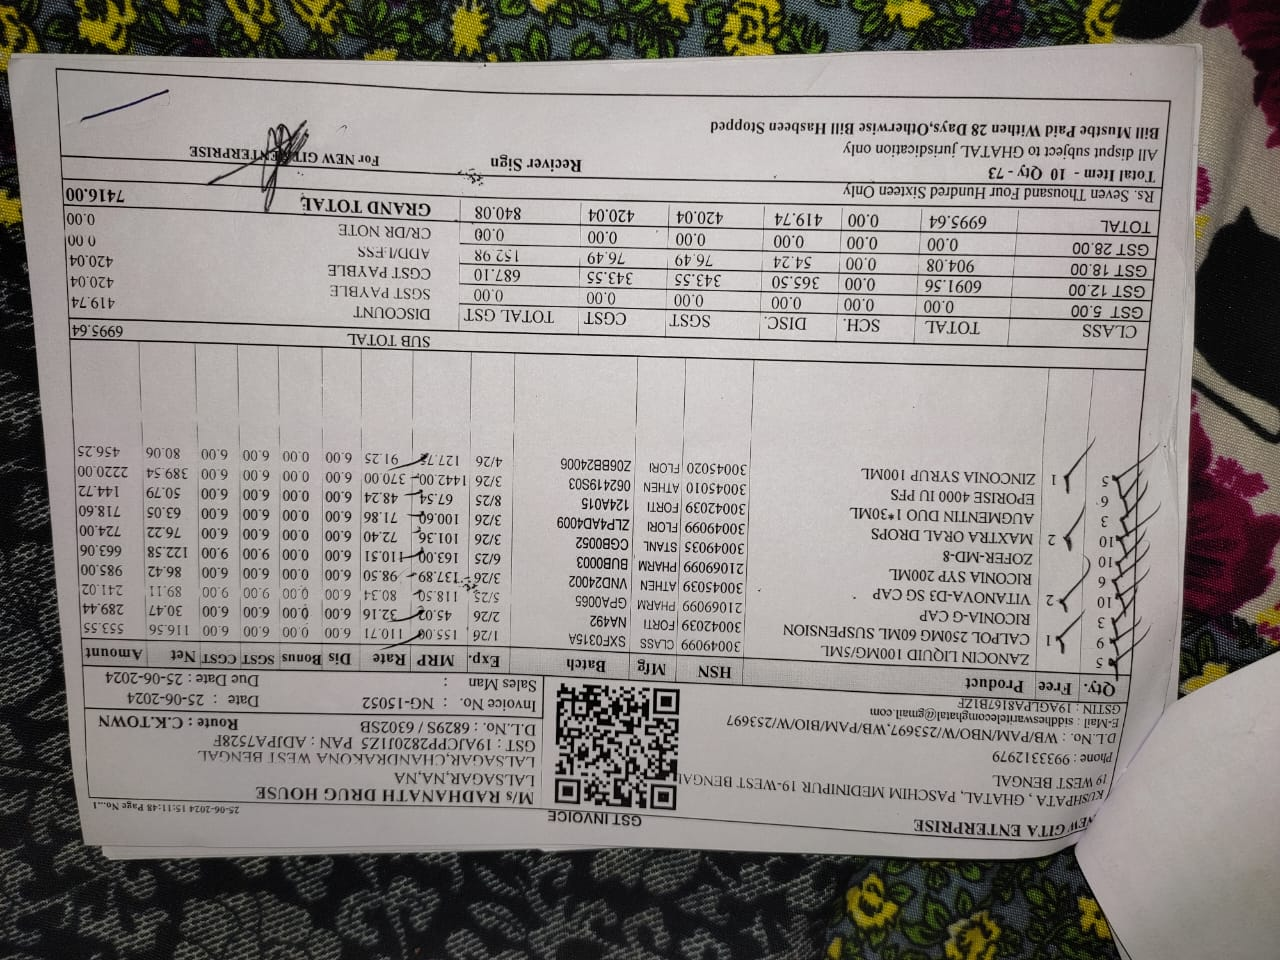 25-06-2024 15:11:48 Page No...1
GST INVOICE
NEW GITA ENTERPRISE
KUSHPATA , GHATAL, PASCHIM MEDNIPUR 19-WEST BENGAL
19 WEST BENGAL
Phone : 9933312979
D.L.No. : WB/PAM/NBO/W/253697,WB/PAM/BIO/W/253697
E-Mail : siddheswaritelecomghatal@gmail.com
GSTIN : 19AGLPA8167B1ZF
M/s RADHANATH DRUG HOUSE
LALSAGAR,NA,NA
LALSAGAR,CHANDRAKONA WEST BENGAL
GST : 19AJCPP2820J1Z5 PAN : ADJPA7528F
D.L.No. : 6829S / 6302SB Route : C.K.TOWN
Invoice No. : NG-15052 Date : 25-06-2024
Sales Man : Due Date : 25-06-2024
Qty. Free Product HSN Mfg Batch Exp. MRP Rate Dis Bonus SGST CGST Net Amount
5 ZANOCIN LIQUID 100MG/5ML 30049099 CLASS SXF0315A 1/26 155.00 110.71 6.00 0.00 6.00 6.00 116.56 553.55
9 1 CALPOL 250MG 60ML SUSPENSION 30042039 FORTI NA492 2/26 45.02 32.16 6.00 0.00 6.00 6.00 30.47 289.44
3 RICONIA-G CAP 21069099 PHARM GPA0065 5/25 118.50 80.34 6.00 0.00 9.00 9.00 89.11 241.02
10 2 VITANOVA-D3 SG CAP 30045039 ATHEN VND24002 3/26 137.89 98.50 6.00 0.00 6.00 6.00 86.42 985.00
6 RICONIA SYP 200ML 21069099 PHARM BUB0003 6/25 163.00 110.51 6.00 0.00 9.00 9.00 122.58 663.06
10 ZOFER-MD-8 30049035 STANL CGB0052 3/26 101.36 72.40 6.00 0.00 6.00 6.00 76.22 724.00
10 2 MAXTRA ORAL DROPS 30049099 FLORI ZLP4AD4009 3/26 100.60 71.86 6.00 0.00 6.00 6.00 63.05 718.60
3 AUGMENTIN DUO 1*30ML 30042039 FORTI 124A015 8/25 67.54 48.24 6.00 0.00 6.00 6.00 50.79 144.72
6 EPORISE 4000 IU PFS 30045010 ATHEN 062419S03 3/26 1442.00 370.00 6.00 0.00 6.00 6.00 389.54 2220.00
5 1 ZINCONIA SYRUP 100ML 30045020 FLORI Z06BB24006 4/26 127.75 91.25 6.00 0.00 6.00 6.00 80.06 456.25
SUB TOTAL 6995.64
CLASS TOTAL SCH. DISC. SGST CGST TOTAL GST
GST 5.00 0.00 0.00 0.00 0.00 0.00 0.00
GST 12.00 6091.56 0.00 365.50 343.55 343.55 687.10
GST 18.00 904.08 0.00 54.24 76.49 76.49 152.98
GST 28.00 0.00 0.00 0.00 0.00 0.00 0.00
TOTAL 6995.64 0.00 419.74 420.04 420.04 840.08
DISCOUNT 419.74
SGST PAYBLE 420.04
CGST PAYBLE 420.04
ADD/LESS 0.00
CR/DR NOTE 0.00
GRAND TOTAL 7416.00
Rs. Seven Thousand Four Hundred Sixteen Only
Total Item - 10 Qty - 73
All disput subject to GHATAL jurisdication only
Bill Mustbe Paid Withen 28 Days,Otherwise Bill Hasbeen Stopped
Reciver Sign
For NEW GITA ENTERPRISE